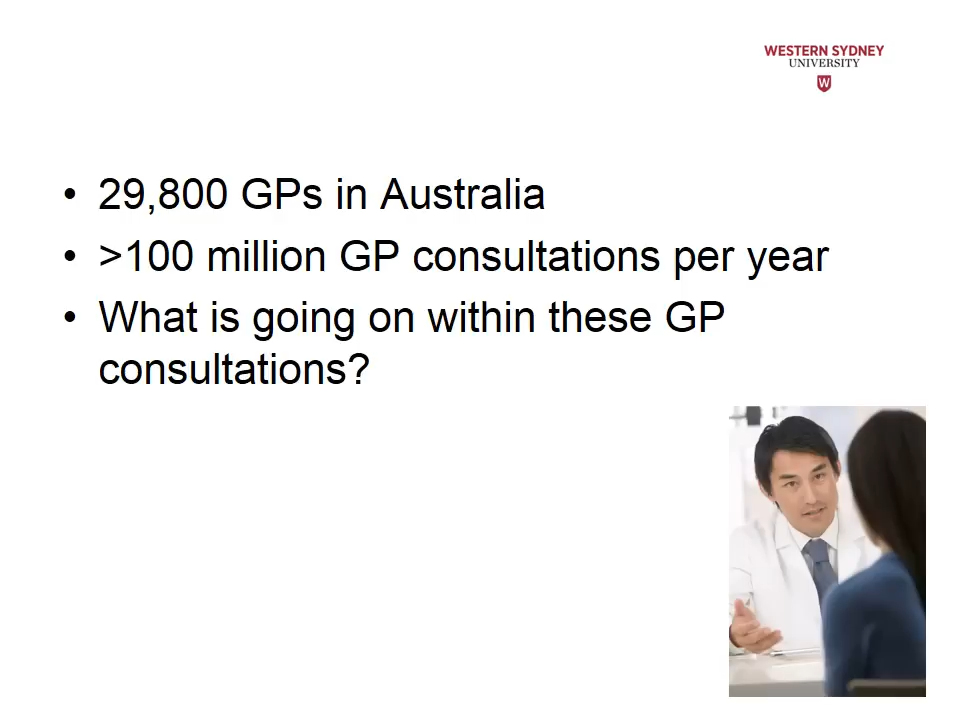 WESTERN SYDNEY
UNIVERSITY
W
• 29,800 GPs in Australia
• >100 million GP consultations per year
• What is going on within these GP
consultations?